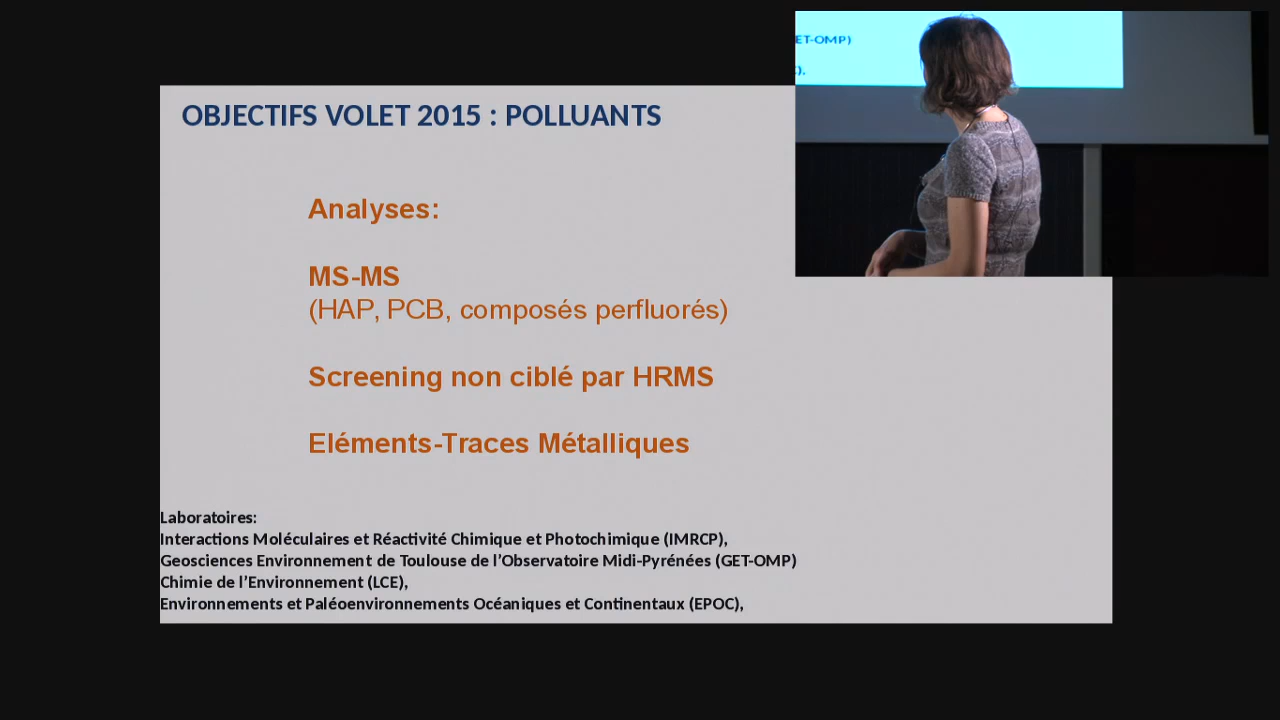 OBJECTIFS VOLET 2015 : POLLUANTS
Analyses:
MS-MS
(HAP, PCB, composés perfluorés)
Screening non ciblé par HRMS
Eléments-Traces Métalliques
Laboratoires:
Interactions Moléculaires et Réactivité Chimique et Photochimique (IMRCP),
Geosciences Environnement de Toulouse de l’Observatoire Midi-Pyrénées (GET-OMP)
Chimie de l’Environnement (LCE),
Environnements et Paléoenvironnements Océaniques et Continentaux (EPOC),
ET-OMP)
).